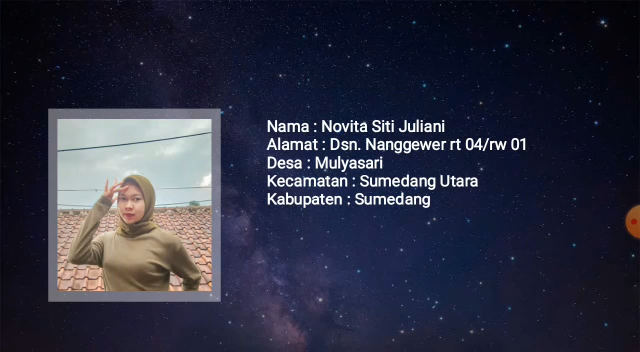 Nama : Novita Siti Juliani
Alamat : Dsn. Nanggewer rt 04/rw 01
Desa : Mulyasari
Kecamatan : Sumedang Utara
Kabupaten : Sumedang